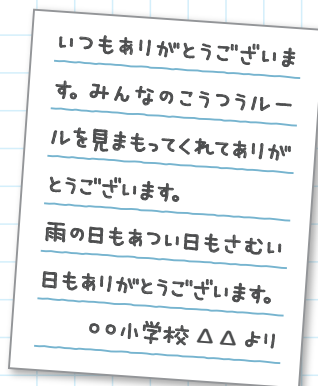 いつもありがとうございま
す。みんなのこうつうルー
ルを見まもってくれてありが
とうございます。
雨の日もあつい日もさむい
日もありがとうございます。
○○小学校 △△より